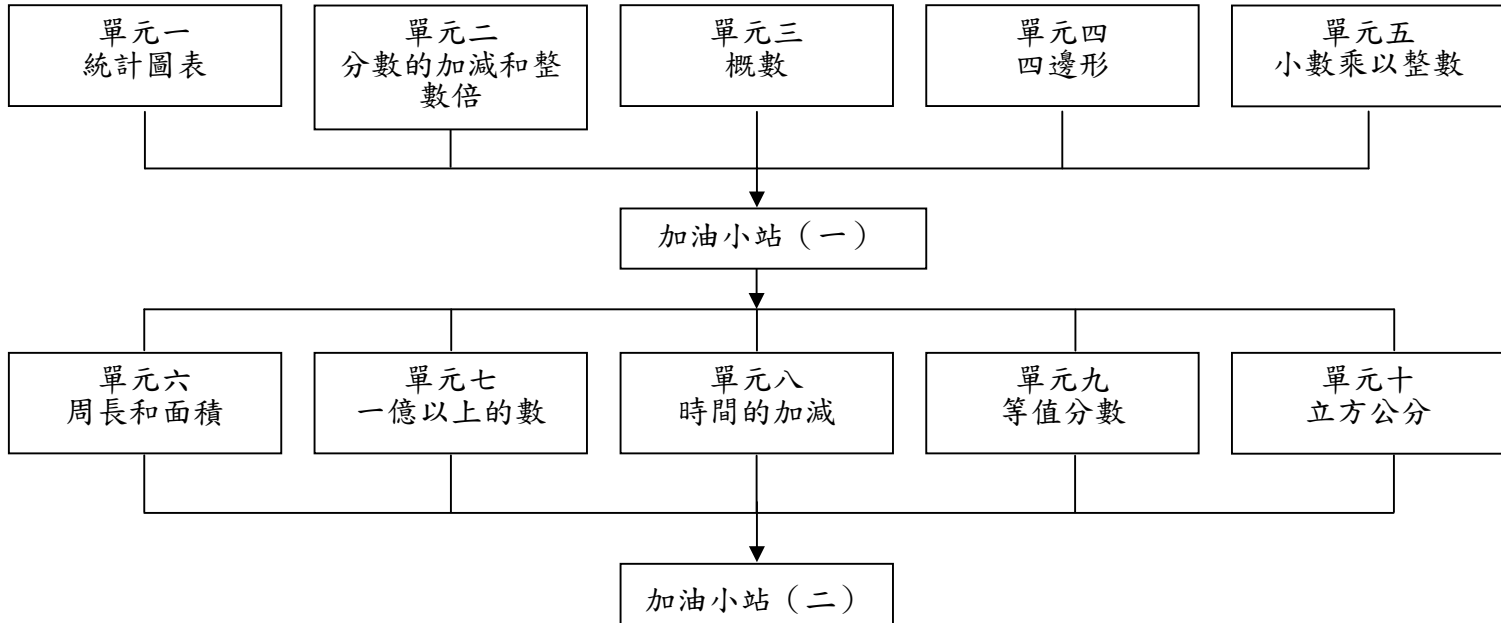 單元一
統計圖表
單元二
分數的加減和整
數倍
單元三
概數
單元四
四邊形
單元五
小數乘以整數
加油小站（一）
單元六
周長和面積
單元七
一億以上的數
單元八
時間的加減
單元九
等值分數
單元十
立方公分
加油小站（二）